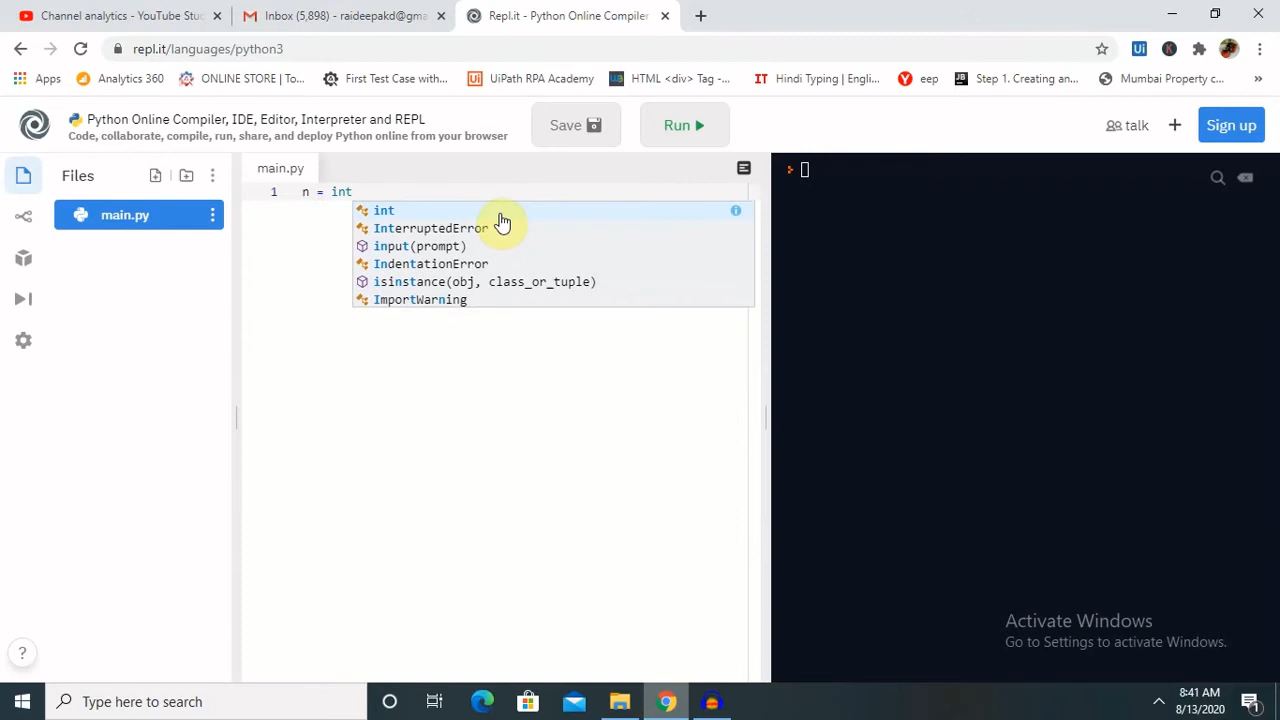 Channel analytics - YouTube Stu
Inbox (5,898) - raideepakd@gma
Repl.it - Python Online Compiler
repl.it/languages/python3
Apps
Analytics 360
ONLINE STORE | To...
First Test Case with...
UiPath RPA Academy
HTML <div> Tag -...
Hindi Typing | Engli...
eep
Step 1. Creating an...
Mumbai Property c...
»
Python Online Compiler, IDE, Editor, Interpreter and REPL
Code, collaborate, compile, run, share, and deploy Python online from your browser
Save
Run
talk
+
Sign up
Files
main.py
main.py
1 n = int
int
InterruptedError
input(prompt)
IndentationError
isinstance(obj, class_or_tuple)
ImportWarning
Activate Windows
Go to Settings to activate Windows.
?
Type here to search
8:41 AM
8/13/2020
1